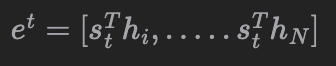 e^t = [s_t^T h_i, ..... s_t^T h_N]